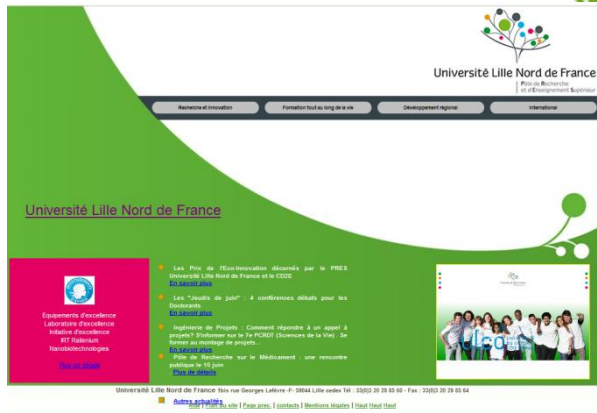 Université Lille Nord de France
Pôle de Recherche
et d'Enseignement Supérieur
Recherche et innovation
Formation tout au long de la vie
Développement régional
International
Université Lille Nord de France
Equipements d'excellence
Laboratoire d'excellence
Initiative d'excellence
IRT Railenium
Nanobiotechnologies
Plus de détails
Les Prix de l'Eco-Innovation décernés par le PRES
Université Lille Nord de France et le CD2E
En savoir plus
Les "Jeudis de juin" : 4 conférences débats pour les
Doctorants
En savoir plus
Ingénierie de Projets : Comment répondre à un appel à
projets? S'informer sur le 7e PCRDT (Sciences de la Vie) . Se
former au montage de projets...
En savoir plus
Pôle de Recherche sur le Médicament : une rencontre
publique le 10 juin
Plus de détails
ulco
Université Lille Nord de France 1bis rue Georges Lefèvre -F- 59044 Lille cedex Tél : 33(0)3 20 29 85 60 - Fax : 33(0)3 20 29 85 64
Autres actualités
Aide | Plan du site | Page prec. | contacts | Mentions légales | Haut Haut Haut